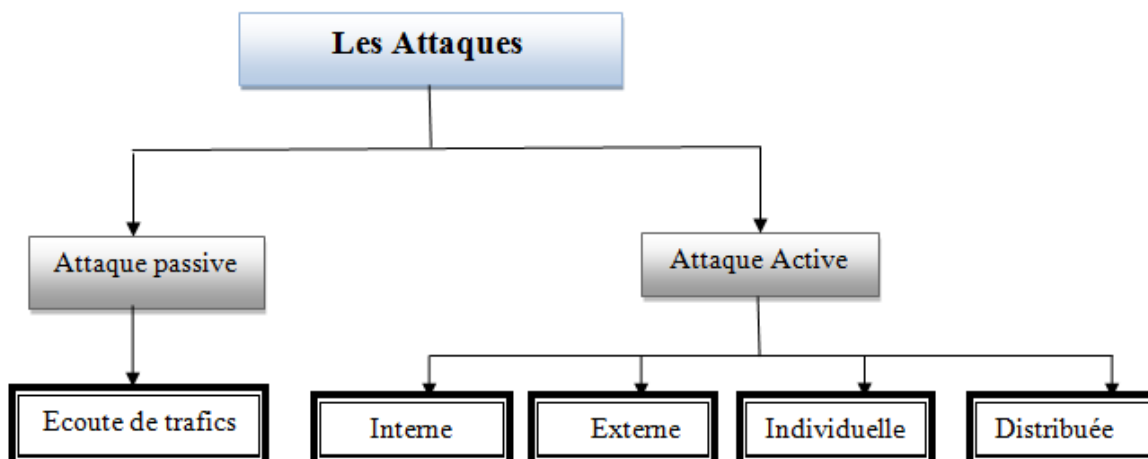 Les Attaques
Attaque passive
Attaque Active
Ecoute de trafics
Interne
Externe
Individuelle
Distribuée